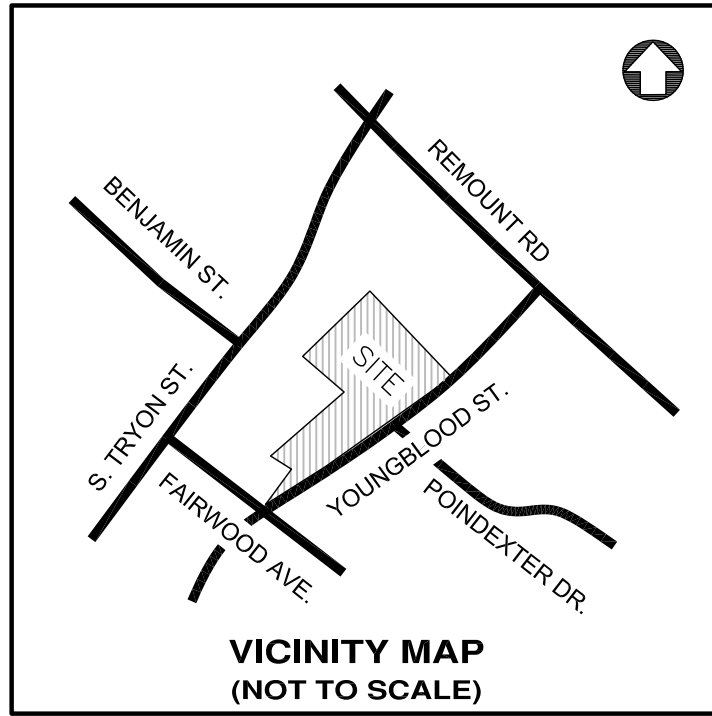 REMOUNT RD
BENJAMIN ST.
SITE
S. TRYON ST.
YOUNGBLOOD ST.
FAIRWOOD AVE.
POINDEXTER DR.
VICINITY MAP
(NOT TO SCALE)